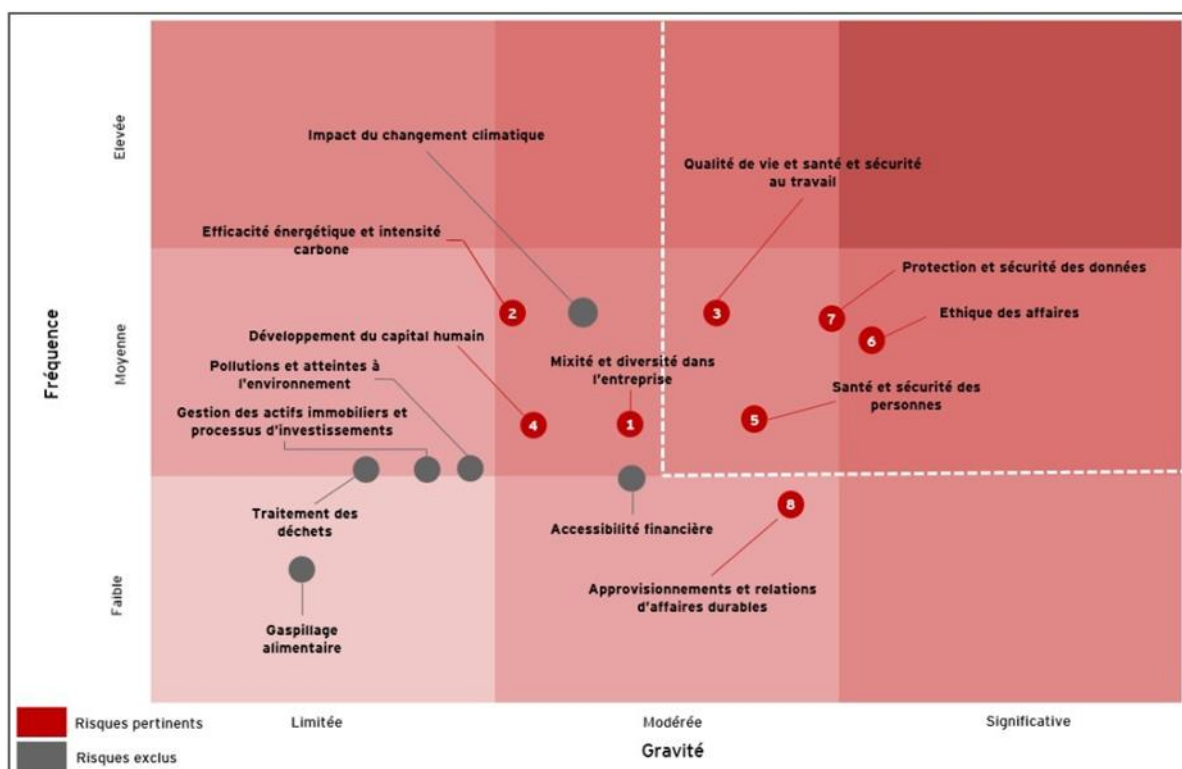 Fréquence
Elevée
Moyenne
Faible
Impact du changement climatique
Qualité de vie et santé et sécurité
au travail
Efficacité énergétique et intensité
carbone
Protection et sécurité des données
2
3
7
Ethique des affaires
6
Développement du capital humain
Pollutions et atteintes à
l'environnement
Mixité et diversité dans
l'entreprise
Gestion des actifs immobiliers et
processus d'investissements
Santé et sécurité des
personnes
4
1
5
Traitement des
déchets
8
Accessibilité financière
Approvisionnements et relations
d'affaires durables
Gaspillage
alimentaire
Risques pertinents
Risques exclus
Limitée
Modérée
Significative
Gravité